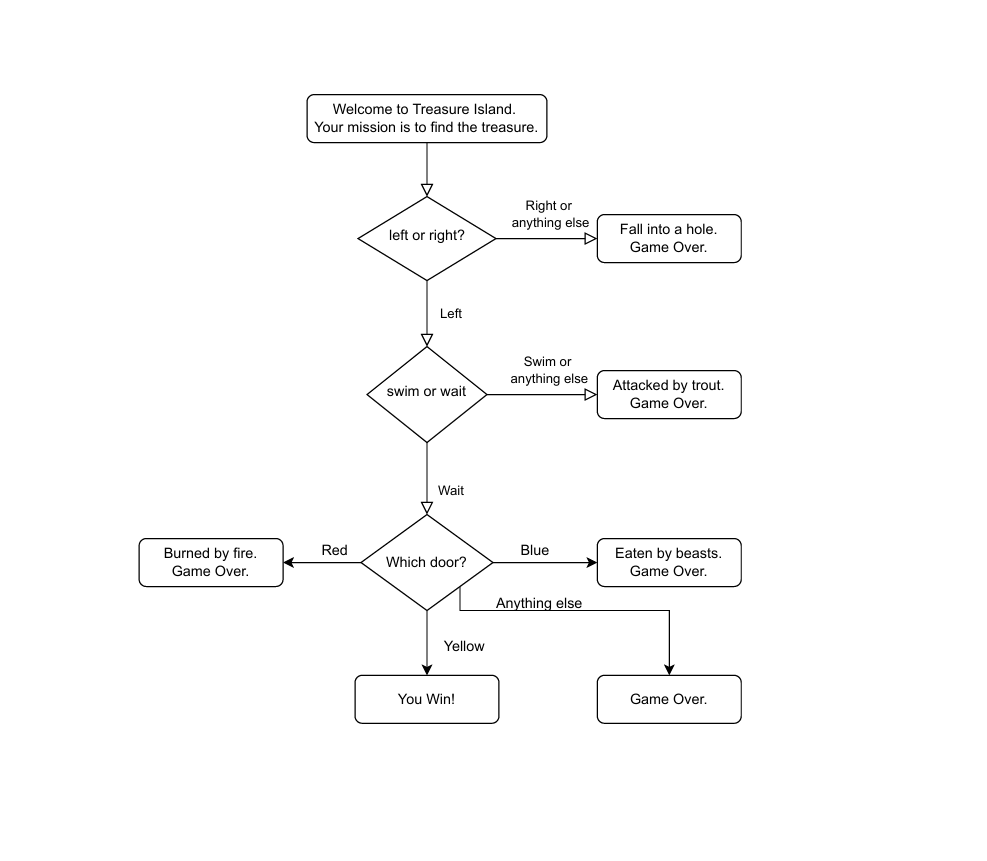 Welcome to Treasure Island.
Your mission is to find the treasure.
left or right?
Right or
anything else
Fall into a hole.
Game Over.
Left
swim or wait
Swim or
anything else
Attacked by trout.
Game Over.
Wait
Burned by fire.
Game Over.
Red
Which door?
Blue
Eaten by beasts.
Game Over.
Anything else
Yellow
You Win!
Game Over.